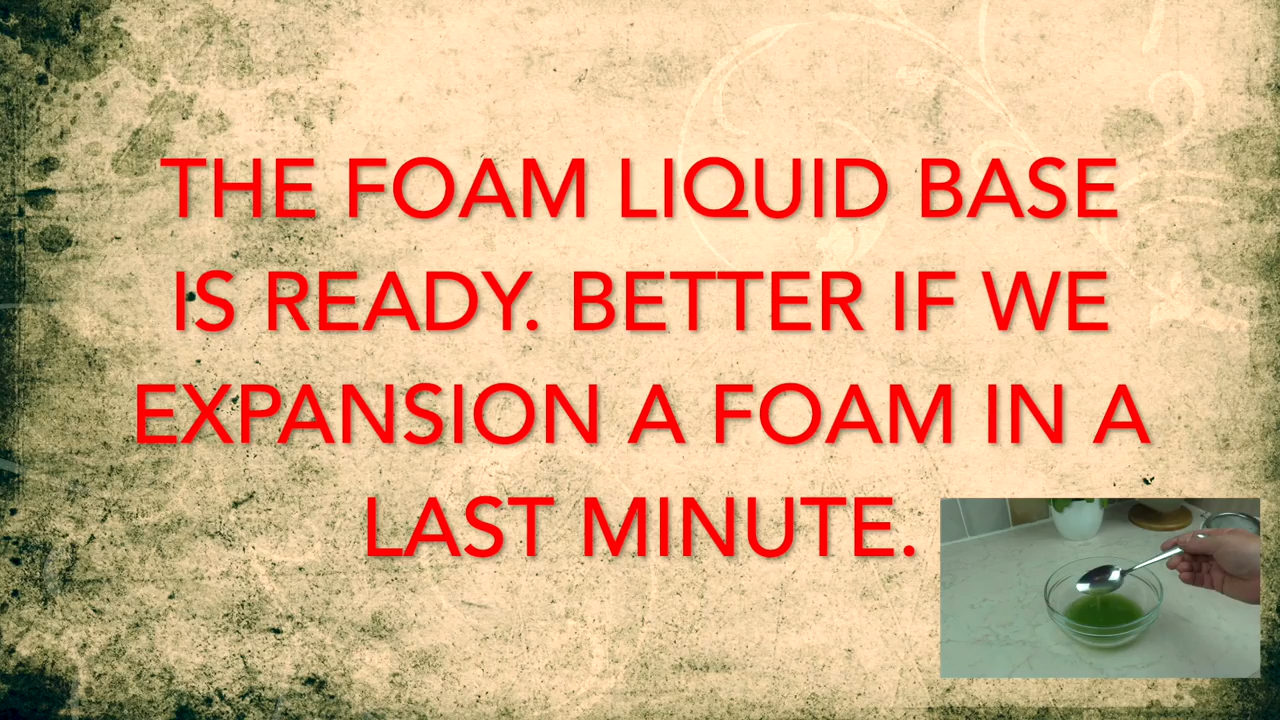 THE FOAM LIQUID BASE
IS READY. BETTER IF WE
EXPANSION A FOAM IN A
LAST MINUTE.